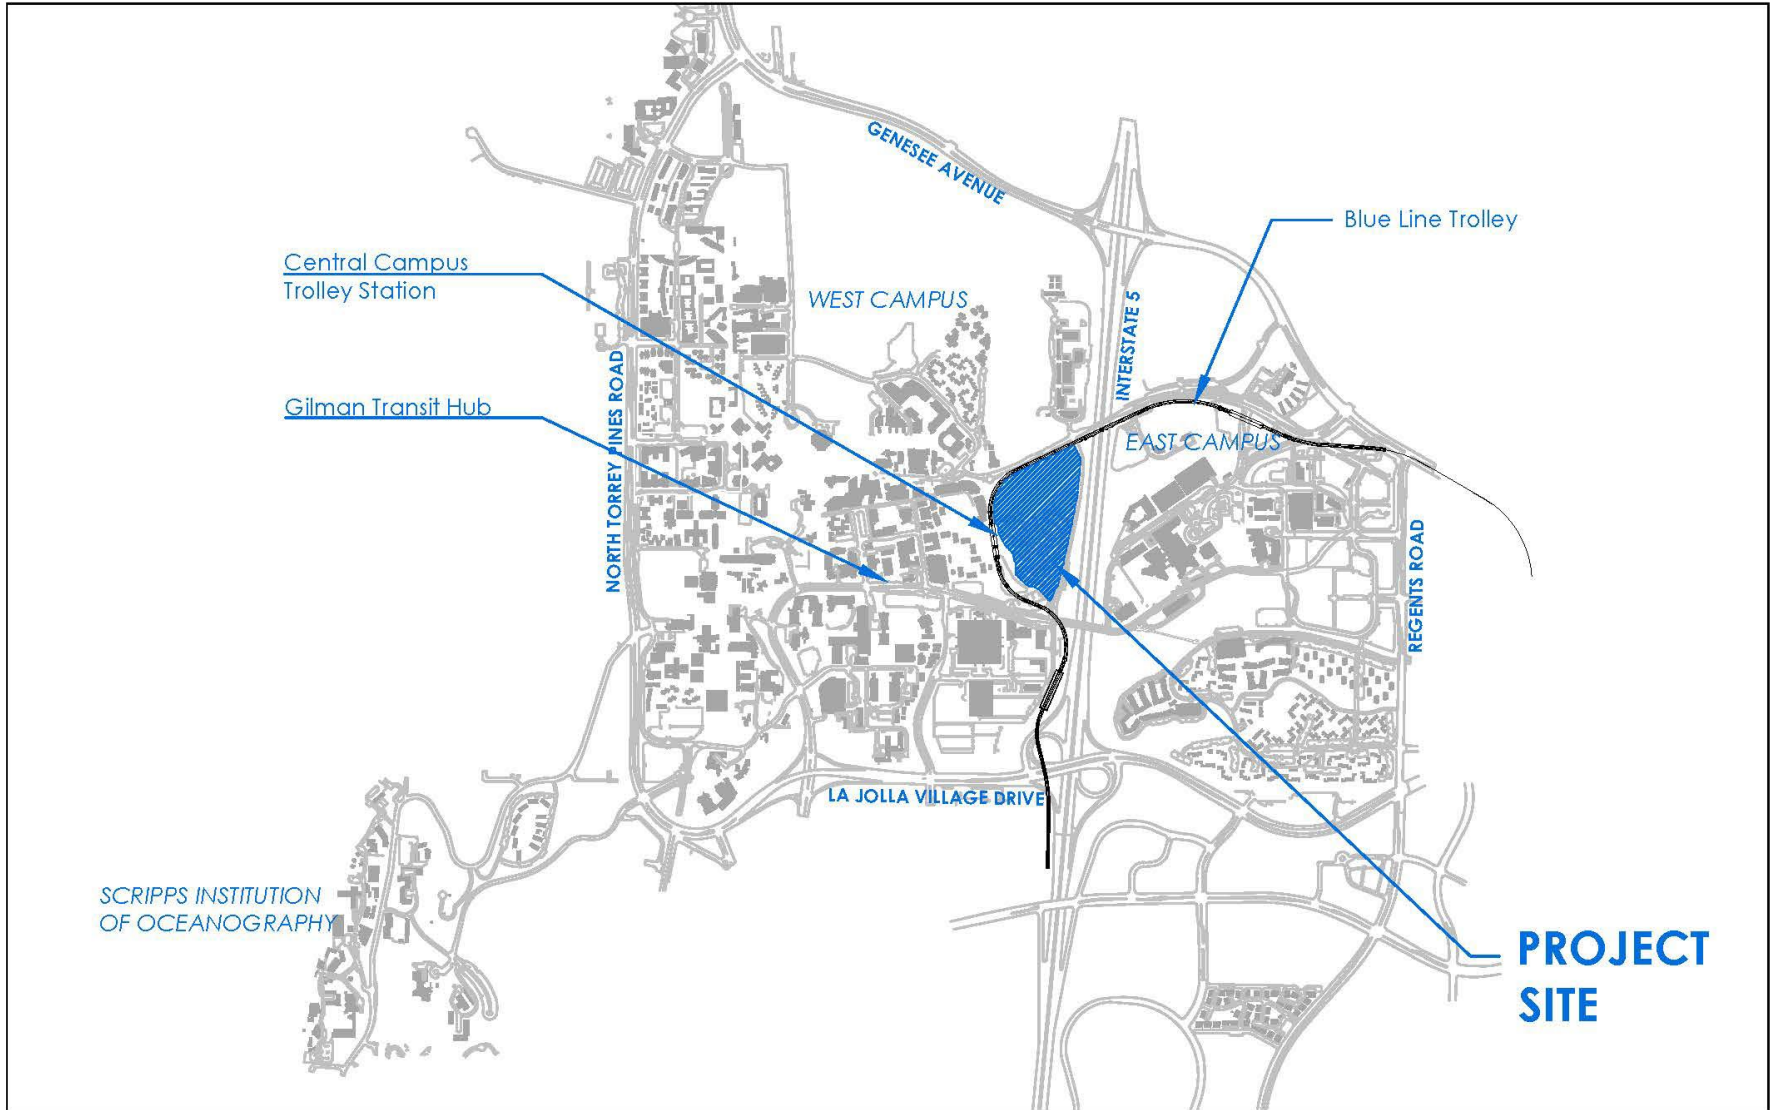 GENESEE AVENUE
Blue Line Trolley
Central Campus
Trolley Station
WEST CAMPUS
INTERSTATE 5
Gilman Transit Hub
NORTH TORREY PINES ROAD
EAST CAMPUS
REGENTS ROAD
LA JOLLA VILLAGE DRIVE
SCRIPPS INSTITUTION
OF OCEANOGRAPHY
PROJECT
SITE